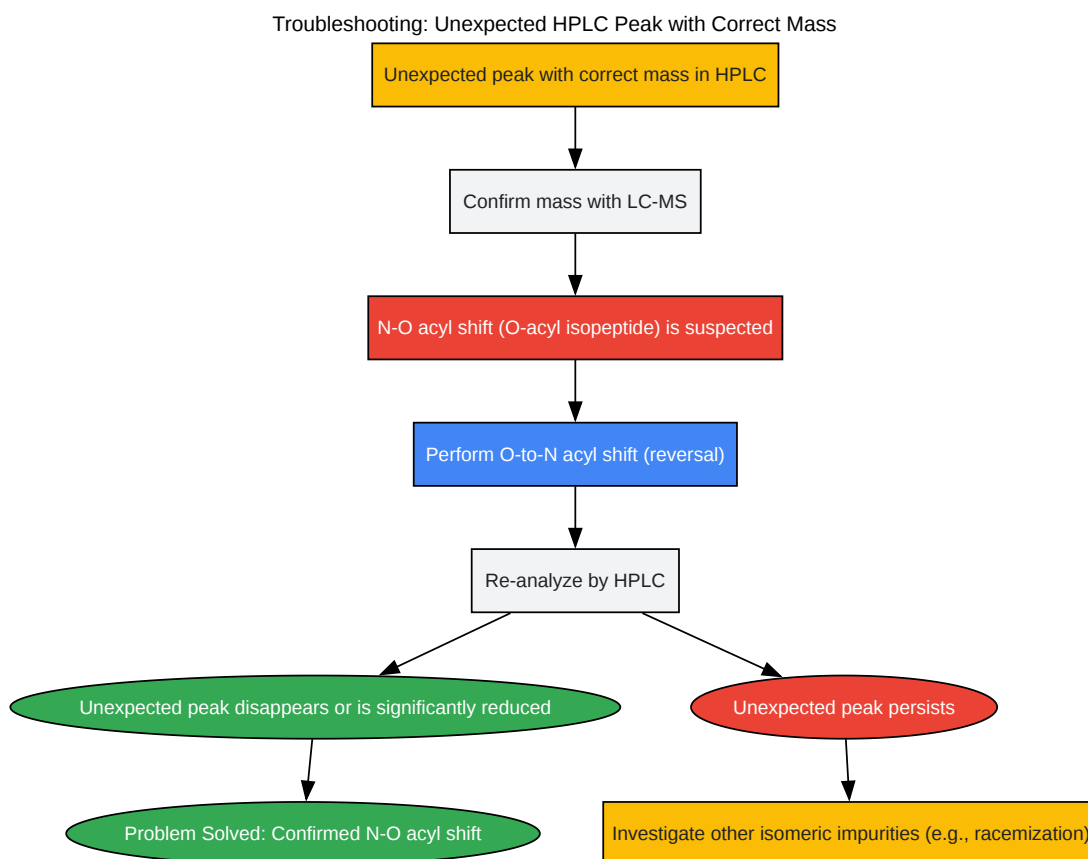 Troubleshooting: Unexpected HPLC Peak with Correct Mass
Unexpected peak with correct mass in HPLC
Confirm mass with LC-MS
N-O acyl shift (O-acyl isopeptide) is suspected
Perform O-to-N acyl shift (reversal)
Re-analyze by HPLC
Unexpected peak disappears or is significantly reduced
Unexpected peak persists
Problem Solved: Confirmed N-O acyl shift
Investigate other isomeric impurities (e.g., racemization)